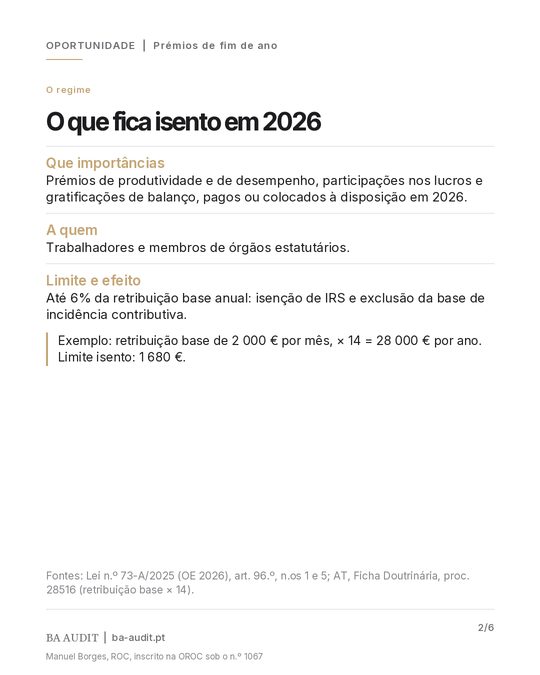 OPORTUNIDADE | Prémios de fim de ano
O regime
O que fica isento em 2026
Que importâncias
Prémios de produtividade e de desempenho, participações nos lucros e
gratificações de balanço, pagos ou colocados à disposição em 2026.
A quem
Trabalhadores e membros de órgãos estatutários.
Limite e efeito
Até 6% da retribuição base anual: isenção de IRS e exclusão da base de
incidência contributiva.
Exemplo: retribuição base de 2 000 € por mês, × 14 = 28 000 € por ano.
Limite isento: 1 680 €.
Fontes: Lei n.º 73-A/2025 (OE 2026), art. 96.º, n.os 1 e 5; AT, Ficha Doutrinária, proc.
28516 (retribuição base × 14).
BA AUDIT | ba-audit.pt
2/6
Manuel Borges, ROC, inscrito na OROC sob o n.º 1067